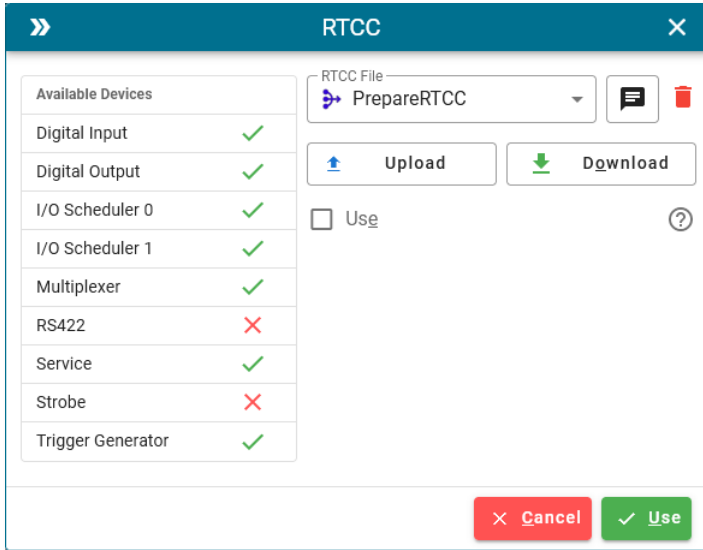 RTCC
Available Devices
Digital Input
Digital Output
I/O Scheduler 0
I/O Scheduler 1
Multiplexer
RS422
Service
Strobe
Trigger Generator
RTCC File
PrepareRTCC
Upload Download
Use
Cancel Use